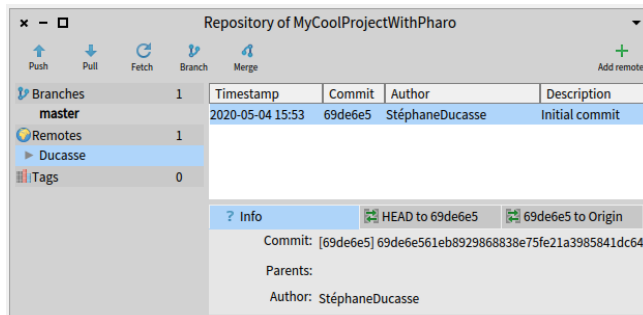 Repository of MyCoolProjectWithPharo
Push Pull Fetch Branch Merge Add remote
Branches 1
master
Remotes 1
Ducasse
Tags 0
Timestamp Commit Author Description
2020-05-04 15:53 69de6e5 StéphaneDucasse Initial commit
? Info HEAD to 69de6e5 69de6e5 to Origin
Commit: [69de6e5] 69de6e561eb8929868838e75fe21a3985841dc64
Parents:
Author: StéphaneDucasse